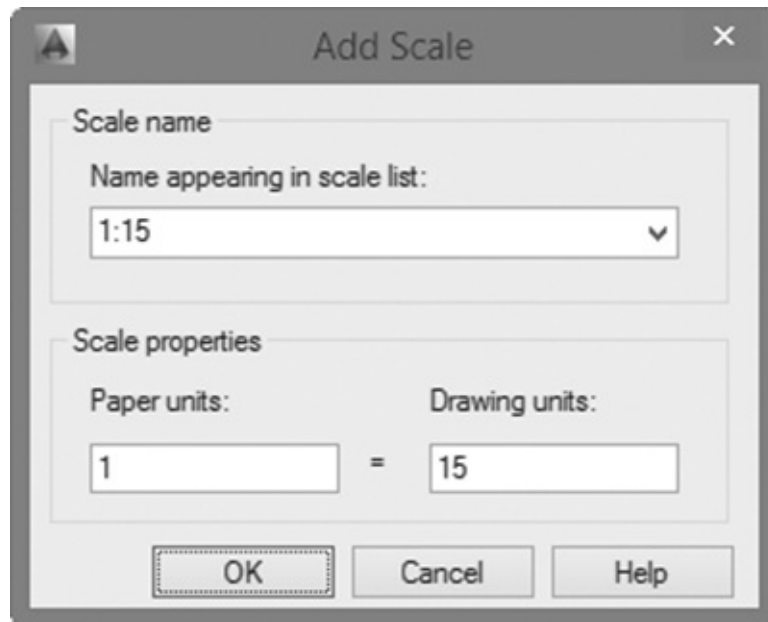 Add Scale
Scale name
Name appearing in scale list:
1:15
Scale properties
Paper units: Drawing units:
1 = 15
OK Cancel Help